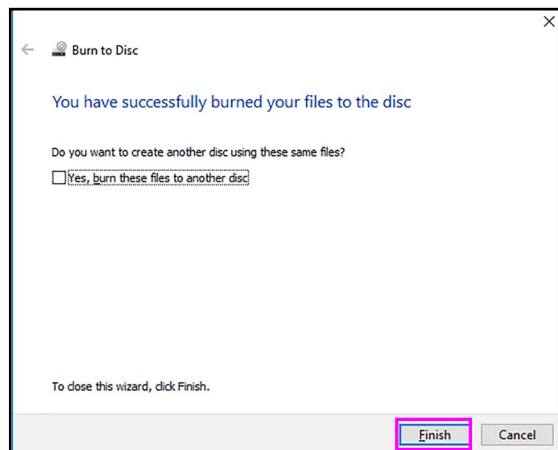 Burn to Disc
You have successfully burned your files to the disc
Do you want to create another disc using these same files?
Yes, burn these files to another disc
To close this wizard, click Finish.
Finish Cancel